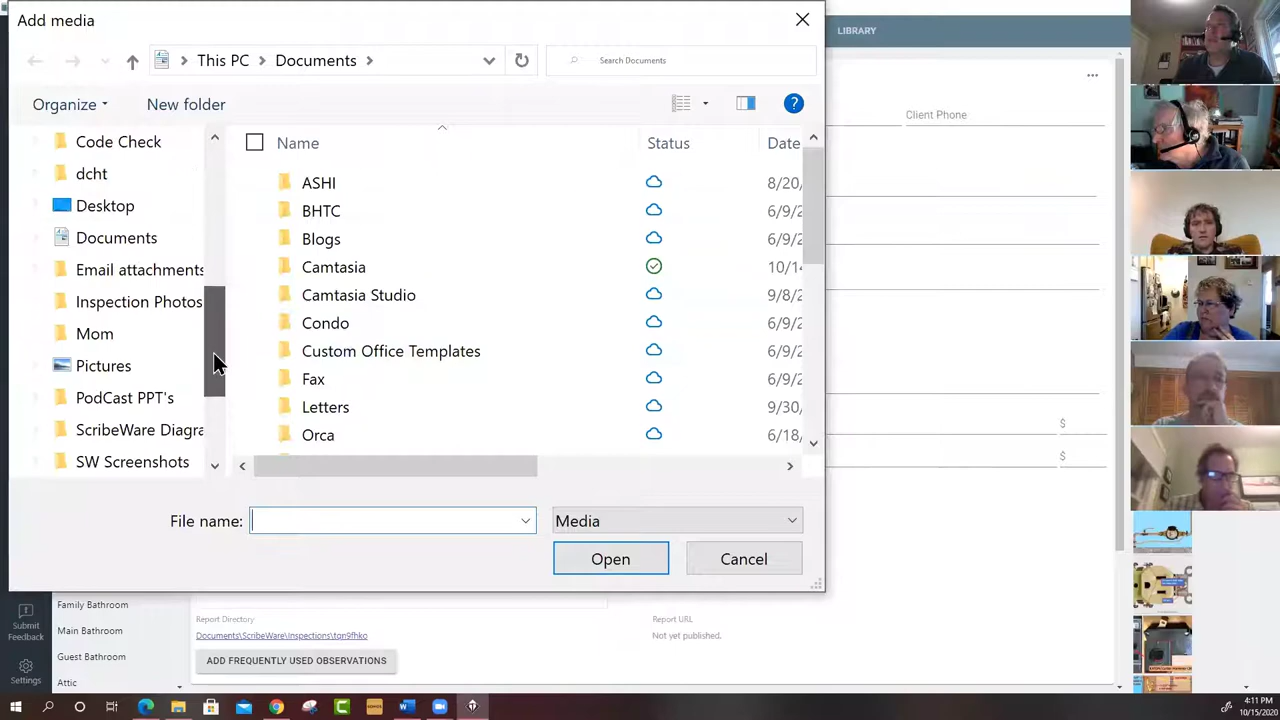 Add media
LIBRARY
This PC > Documents >
Search Documents
Organize
New folder
Client Phone
Code Check
dcht
Desktop
Documents
Email attachments
Inspection Photos
Mom
Pictures
PodCast PPT's
ScribeWare Diagra
SW Screenshots
Name Status Date
ASHI 8/20/
BHTC 6/9/2
Blogs 6/9/2
Camtasia 10/14
Camtasia Studio 9/8/2
Condo 6/9/2
Custom Office Templates 6/9/2
Fax 6/9/2
Letters 9/30/
Orca 6/18/
$
$
File name:
Media
Open
Cancel
Submit
Feedback
Settings
Family Bathroom
Main Bathroom
Guest Bathroom
Attic
Report Directory
Documents\ScribeWare\Inspections\tqn9fhko
Report URL
Not yet published.
ADD FREQUENTLY USED OBSERVATIONS
4:11 PM
10/15/2020